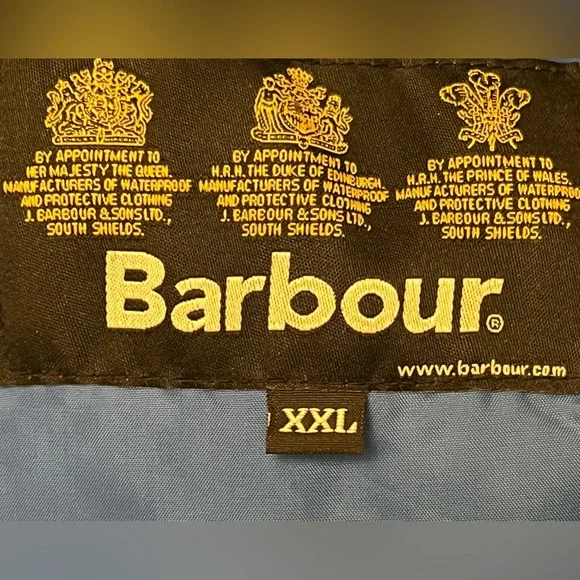 BY APPOINTMENT TO
HER MAJESTY THE QUEEN.
MANUFACTURERS OF WATERPROOF
AND PROTECTIVE CLOTHING
J. BARBOUR & SONS LTD.,
SOUTH SHIELDS.
BY APPOINTMENT TO
H.R.H. THE DUKE OF EDINBURGH
MANUFACTURERS OF WATERPROOF
AND PROTECTIVE CLOTHING
J. BARBOUR & SONS LTD.,
SOUTH SHIELDS.
BY APPOINTMENT TO
H.R.H. THE PRINCE OF WALES.
MANUFACTURERS OF WATERPROOF
AND PROTECTIVE CLOTHING
J. BARBOUR & SONS LTD.,
SOUTH SHIELDS.
Barbour®
www.barbour.com
XXL